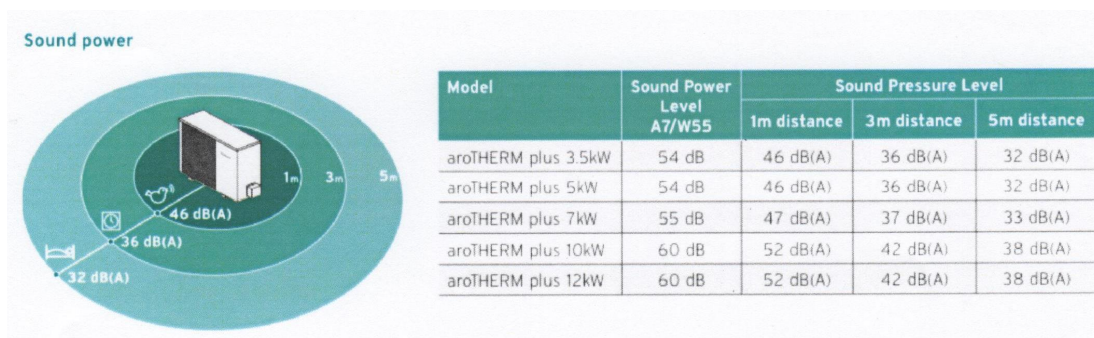 Sound power
1m
3m
5m
46 dB(A)
36 dB(A)
32 dB(A)
Model Sound Power Level A7/W55 Sound Pressure Level
1m distance 3m distance 5m distance
aroTHERM plus 3.5kW 54 dB 46 dB(A) 36 dB(A) 32 dB(A)
aroTHERM plus 5kW 54 dB 46 dB(A) 36 dB(A) 32 dB(A)
aroTHERM plus 7kW 55 dB 47 dB(A) 37 dB(A) 33 dB(A)
aroTHERM plus 10kW 60 dB 52 dB(A) 42 dB(A) 38 dB(A)
aroTHERM plus 12kW 60 dB 52 dB(A) 42 dB(A) 38 dB(A)